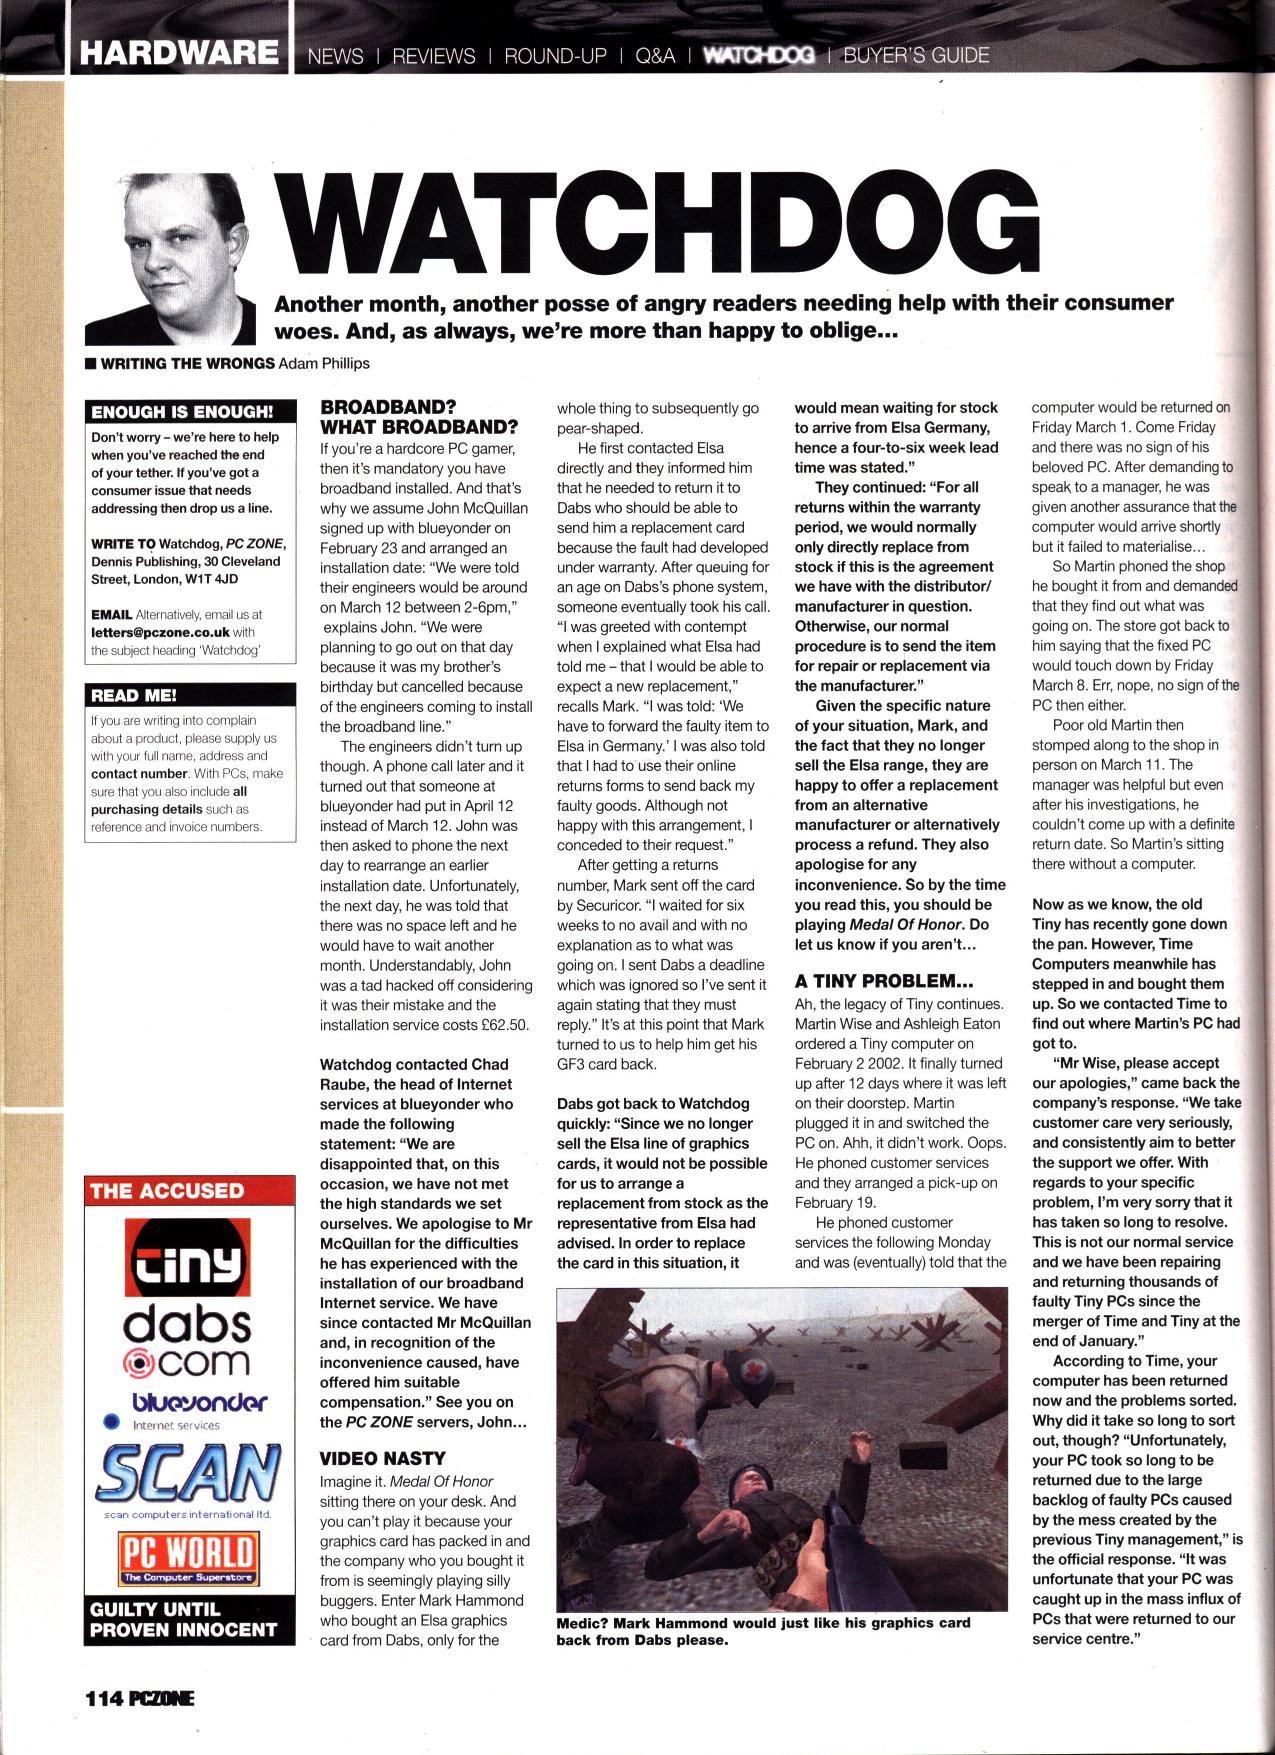 HARDWARE
NEWS | REVIEWS | ROUND-UP | Q&A | WATCHDOG | BUYER'S GUIDE
WATCHDOG
Another month, another posse of angry readers needing help with their consumer
woes. And, as always, we're more than happy to oblige...
■ WRITING THE WRONGS Adam Phillips
ENOUGH IS ENOUGH!
Don't worry – we're here to help
when you've reached the end
of your tether. If you've got a
consumer issue that needs
addressing then drop us a line.
WRITE TO Watchdog, PC ZONE,
Dennis Publishing, 30 Cleveland
Street, London, W1T 4JD
EMAIL Alternatively, email us at
letters@pczone.co.uk with
the subject heading 'Watchdog'
READ ME!
If you are writing into complain
about a product, please supply us
with your full name, address and
contact number. With PCs, make
sure that you also include all
purchasing details such as
reference and invoice numbers.
THE ACCUSED
tiny
dabs
.com
blueyonder
Internet services
SCAN
scan computers international ltd.
PC WORLD
The Computer Superstore
GUILTY UNTIL
PROVEN INNOCENT
BROADBAND?
WHAT BROADBAND?
If you're a hardcore PC gamer,
then it's mandatory you have
broadband installed. And that's
why we assume John McQuillan
signed up with blueyonder on
February 23 and arranged an
installation date: "We were told
their engineers would be around
on March 12 between 2-6pm,"
explains John. "We were
planning to go out on that day
because it was my brother's
birthday but cancelled because
of the engineers coming to install
the broadband line."
The engineers didn't turn up
though. A phone call later and it
turned out that someone at
blueyonder had put in April 12
instead of March 12. John was
then asked to phone the next
day to rearrange an earlier
installation date. Unfortunately,
the next day, he was told that
there was no space left and he
would have to wait another
month. Understandably, John
was a tad hacked off considering
it was their mistake and the
installation service costs £62.50.
Watchdog contacted Chad
Raube, the head of Internet
services at blueyonder who
made the following
statement: "We are
disappointed that, on this
occasion, we have not met
the high standards we set
ourselves. We apologise to Mr
McQuillan for the difficulties
he has experienced with the
installation of our broadband
Internet service. We have
since contacted Mr McQuillan
and, in recognition of the
inconvenience caused, have
offered him suitable
compensation." See you on
the PC ZONE servers, John...
VIDEO NASTY
Imagine it. Medal Of Honor
sitting there on your desk. And
you can't play it because your
graphics card has packed in and
the company who you bought it
from is seemingly playing silly
buggers. Enter Mark Hammond
who bought an Elsa graphics
card from Dabs, only for the
whole thing to subsequently go
pear-shaped.
He first contacted Elsa
directly and they informed him
that he needed to return it to
Dabs who should be able to
send him a replacement card
because the fault had developed
under warranty. After queuing for
an age on Dabs's phone system,
someone eventually took his call.
"I was greeted with contempt
when I explained what Elsa had
told me – that I would be able to
expect a new replacement,"
recalls Mark. "I was told: 'We
have to forward the faulty item to
Elsa in Germany.' I was also told
that I had to use their online
returns forms to send back my
faulty goods. Although not
happy with this arrangement, I
conceded to their request."
After getting a returns
number, Mark sent off the card
by Securicor. "I waited for six
weeks to no avail and with no
explanation as to what was
going on. I sent Dabs a deadline
which was ignored so I've sent it
again stating that they must
reply." It's at this point that Mark
turned to us to help him get his
GF3 card back.
Dabs got back to Watchdog
quickly: "Since we no longer
sell the Elsa line of graphics
cards, it would not be possible
for us to arrange a
replacement from stock as the
representative from Elsa had
advised. In order to replace
the card in this situation, it
would mean waiting for stock
to arrive from Elsa Germany,
hence a four-to-six week lead
time was stated."
They continued: "For all
returns within the warranty
period, we would normally
only directly replace from
stock if this is the agreement
we have with the distributor/
manufacturer in question.
Otherwise, our normal
procedure is to send the item
for repair or replacement via
the manufacturer."
Given the specific nature
of your situation, Mark, and
the fact that they no longer
sell the Elsa range, they are
happy to offer a replacement
from an alternative
manufacturer or alternatively
process a refund. They also
apologise for any
inconvenience. So by the time
you read this, you should be
playing Medal Of Honor. Do
let us know if you aren't...
A TINY PROBLEM...
Ah, the legacy of Tiny continues.
Martin Wise and Ashleigh Eaton
ordered a Tiny computer on
February 2 2002. It finally turned
up after 12 days where it was left
on their doorstep. Martin
plugged it in and switched the
PC on. Ahh, it didn't work. Oops.
He phoned customer services
and they arranged a pick-up on
February 19.
He phoned customer
services the following Monday
and was (eventually) told that the
computer would be returned on
Friday March 1. Come Friday
and there was no sign of his
beloved PC. After demanding to
speak to a manager, he was
given another assurance that the
computer would arrive shortly
but it failed to materialise...
So Martin phoned the shop
he bought it from and demanded
that they find out what was
going on. The store got back to
him saying that the fixed PC
would touch down by Friday
March 8. Err, nope, no sign of the
PC then either.
Poor old Martin then
stomped along to the shop in
person on March 11. The
manager was helpful but even
after his investigations, he
couldn't come up with a definite
return date. So Martin's sitting
there without a computer.
Now as we know, the old
Tiny has recently gone down
the pan. However, Time
Computers meanwhile has
stepped in and bought them
up. So we contacted Time to
find out where Martin's PC had
got to.
"Mr Wise, please accept
our apologies," came back the
company's response. "We take
customer care very seriously,
and consistently aim to better
the support we offer. With
regards to your specific
problem, I'm very sorry that it
has taken so long to resolve.
This is not our normal service
and we have been repairing
and returning thousands of
faulty Tiny PCs since the
merger of Time and Tiny at the
end of January."
According to Time, your
computer has been returned
now and the problems sorted.
Why did it take so long to sort
out, though? "Unfortunately,
your PC took so long to be
returned due to the large
backlog of faulty PCs caused
by the mess created by the
previous Tiny management," is
the official response. "It was
unfortunate that your PC was
caught up in the mass influx of
PCs that were returned to our
service centre."
Medic? Mark Hammond would just like his graphics card
back from Dabs please.
114 PCZONE